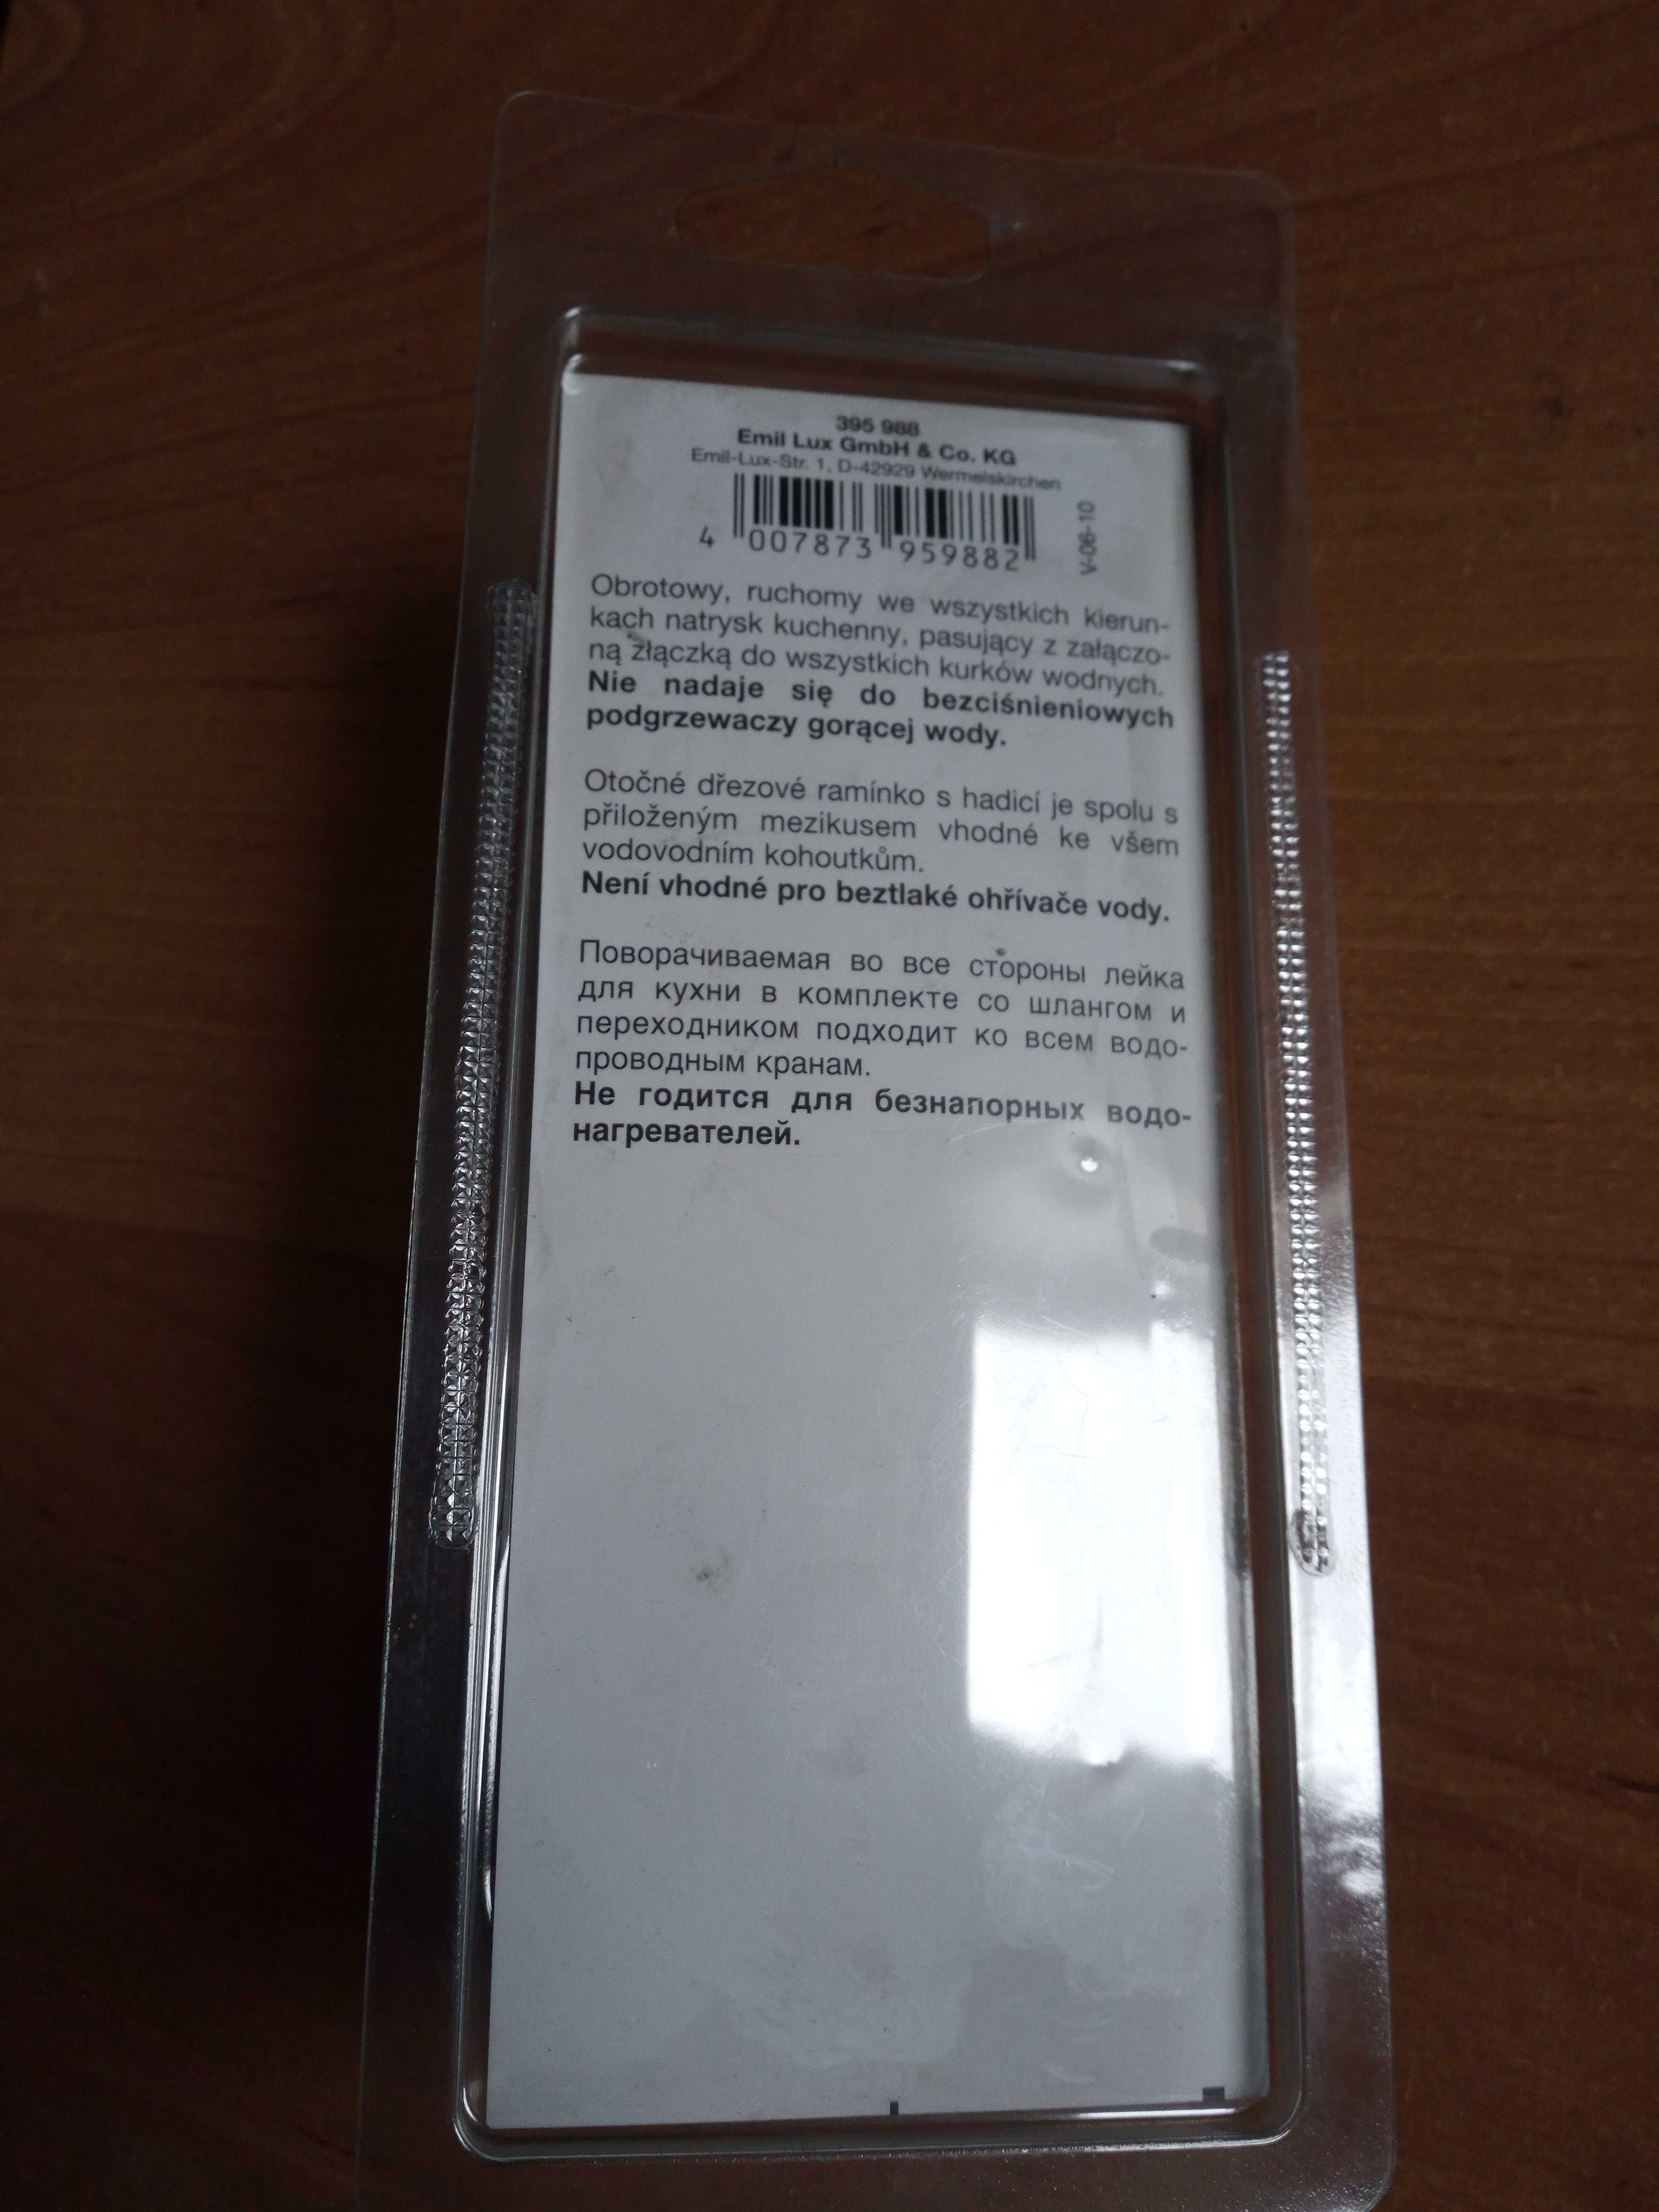 395 988
Emil Lux GmbH & Co. KG
Emil-Lux-Str. 1, D-42929 Wermelskirchen
4 007873 959882
V-06-10
Obrotowy, ruchomy we wszystkich kierun-
kach natrysk kuchenny, pasujący z załączo-
ną złączką do wszystkich kurków wodnych.
Nie nadaje się do bezciśnieniowych
podgrzewaczy gorącej wody.
Otočné dřezové ramínko s hadicí je spolu s
přiloženým mezikusem vhodné ke všem
vodovodním kohoutkům.
Není vhodné pro beztlaké ohřívače vody.
Поворачиваемая во все стороны лейка
для кухни в комплекте со шлангом и
переходником подходит ко всем водо-
проводным кранам.
Не годится для безнапорных водо-
нагревателей.